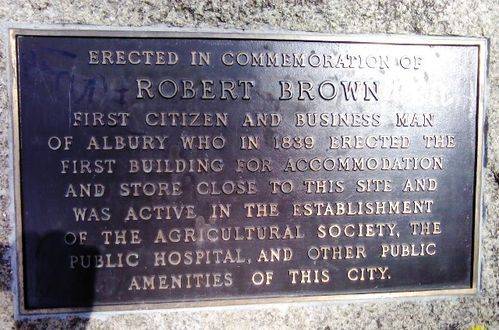 ERECTED IN COMMEMORATION OF
ROBERT BROWN
FIRST CITIZEN AND BUSINESS MAN
OF ALBURY WHO IN 1839 ERECTED THE
FIRST BUILDING FOR ACCOMMODATION
AND STORE CLOSE TO THIS SITE AND
WAS ACTIVE IN THE ESTABLISHMENT
OF THE AGRICULTURAL SOCIETY, THE
PUBLIC HOSPITAL, AND OTHER PUBLIC
AMENITIES OF THIS CITY.